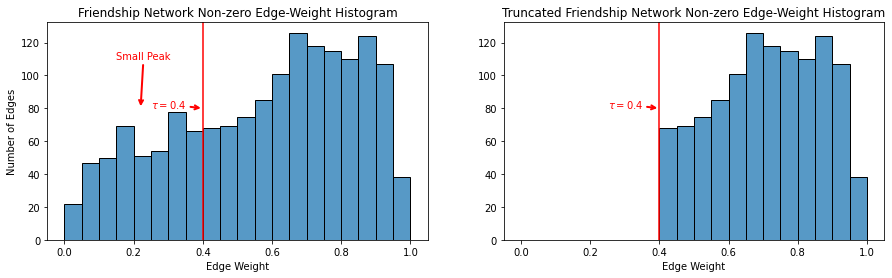 Friendship Network Non-zero Edge-Weight Histogram
Number of Edges
120
100
80
60
40
20
0
Small Peak
τ = 0.4
0.0 0.2 0.4 0.6 0.8 1.0
Edge Weight
Truncated Friendship Network Non-zero Edge-Weight Histogram
120
100
80
60
40
20
0
τ = 0.4
0.0 0.2 0.4 0.6 0.8 1.0
Edge Weight